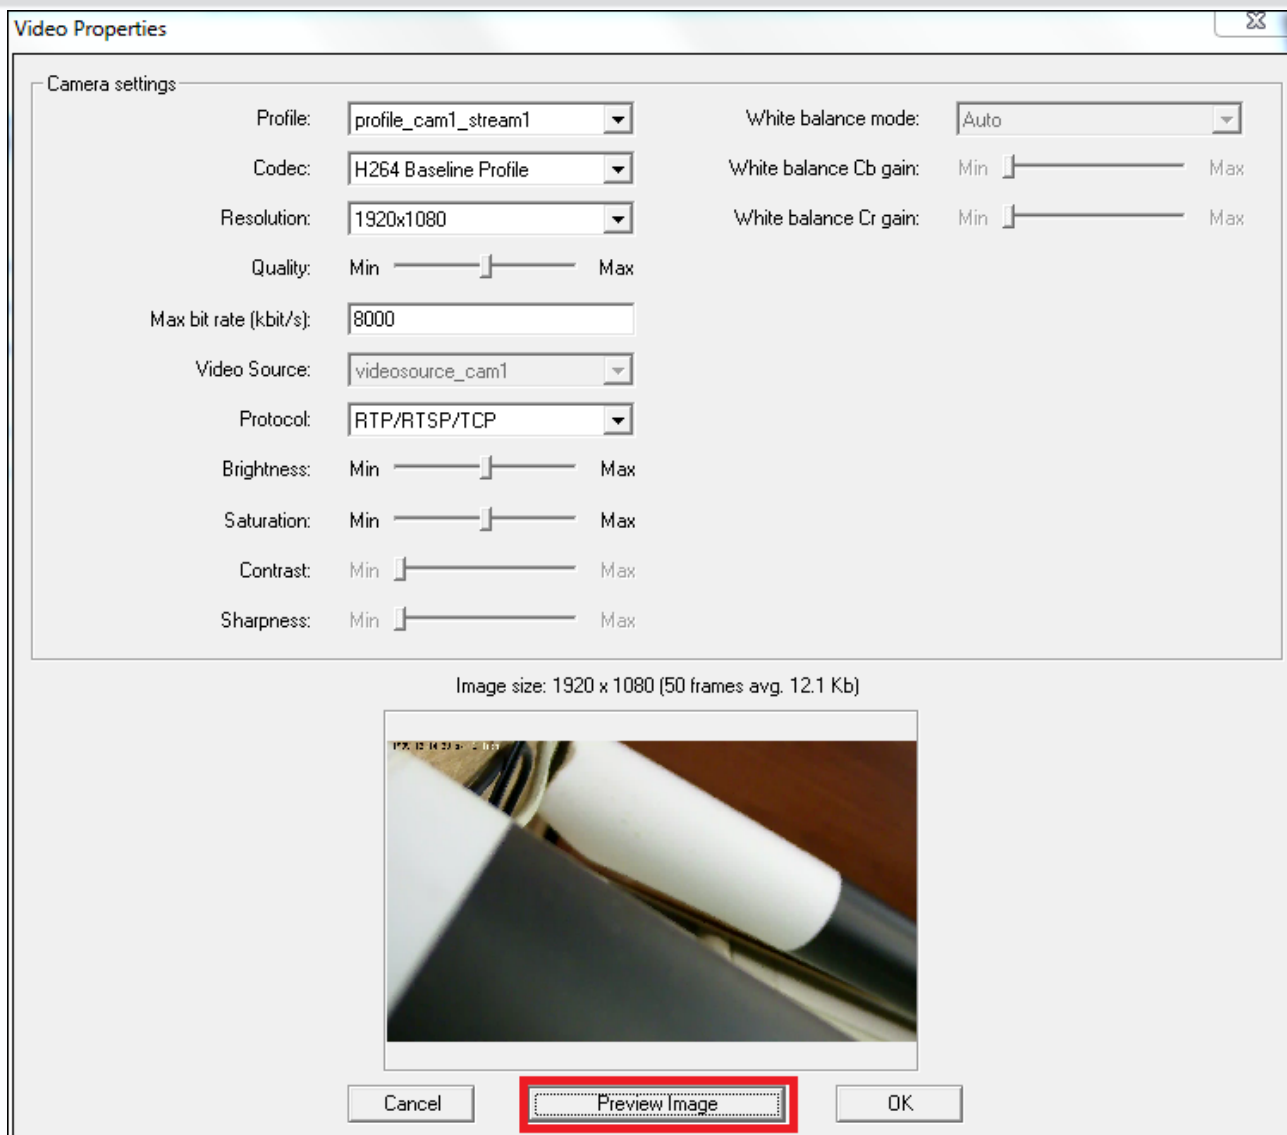 Video Properties
Camera settings
Profile: profile_cam1_stream1
Codec: H264 Baseline Profile
Resolution: 1920x1080
Quality: Min Max
Max bit rate (kbit/s): 8000
Video Source: videosource_cam1
Protocol: RTP/RTSP/TCP
Brightness: Min Max
Saturation: Min Max
Contrast: Min Max
Sharpness: Min Max
White balance mode: Auto
White balance Cb gain: Min Max
White balance Cr gain: Min Max
Image size: 1920 x 1080 (50 frames avg. 12.1 Kb)
Cancel Preview Image OK